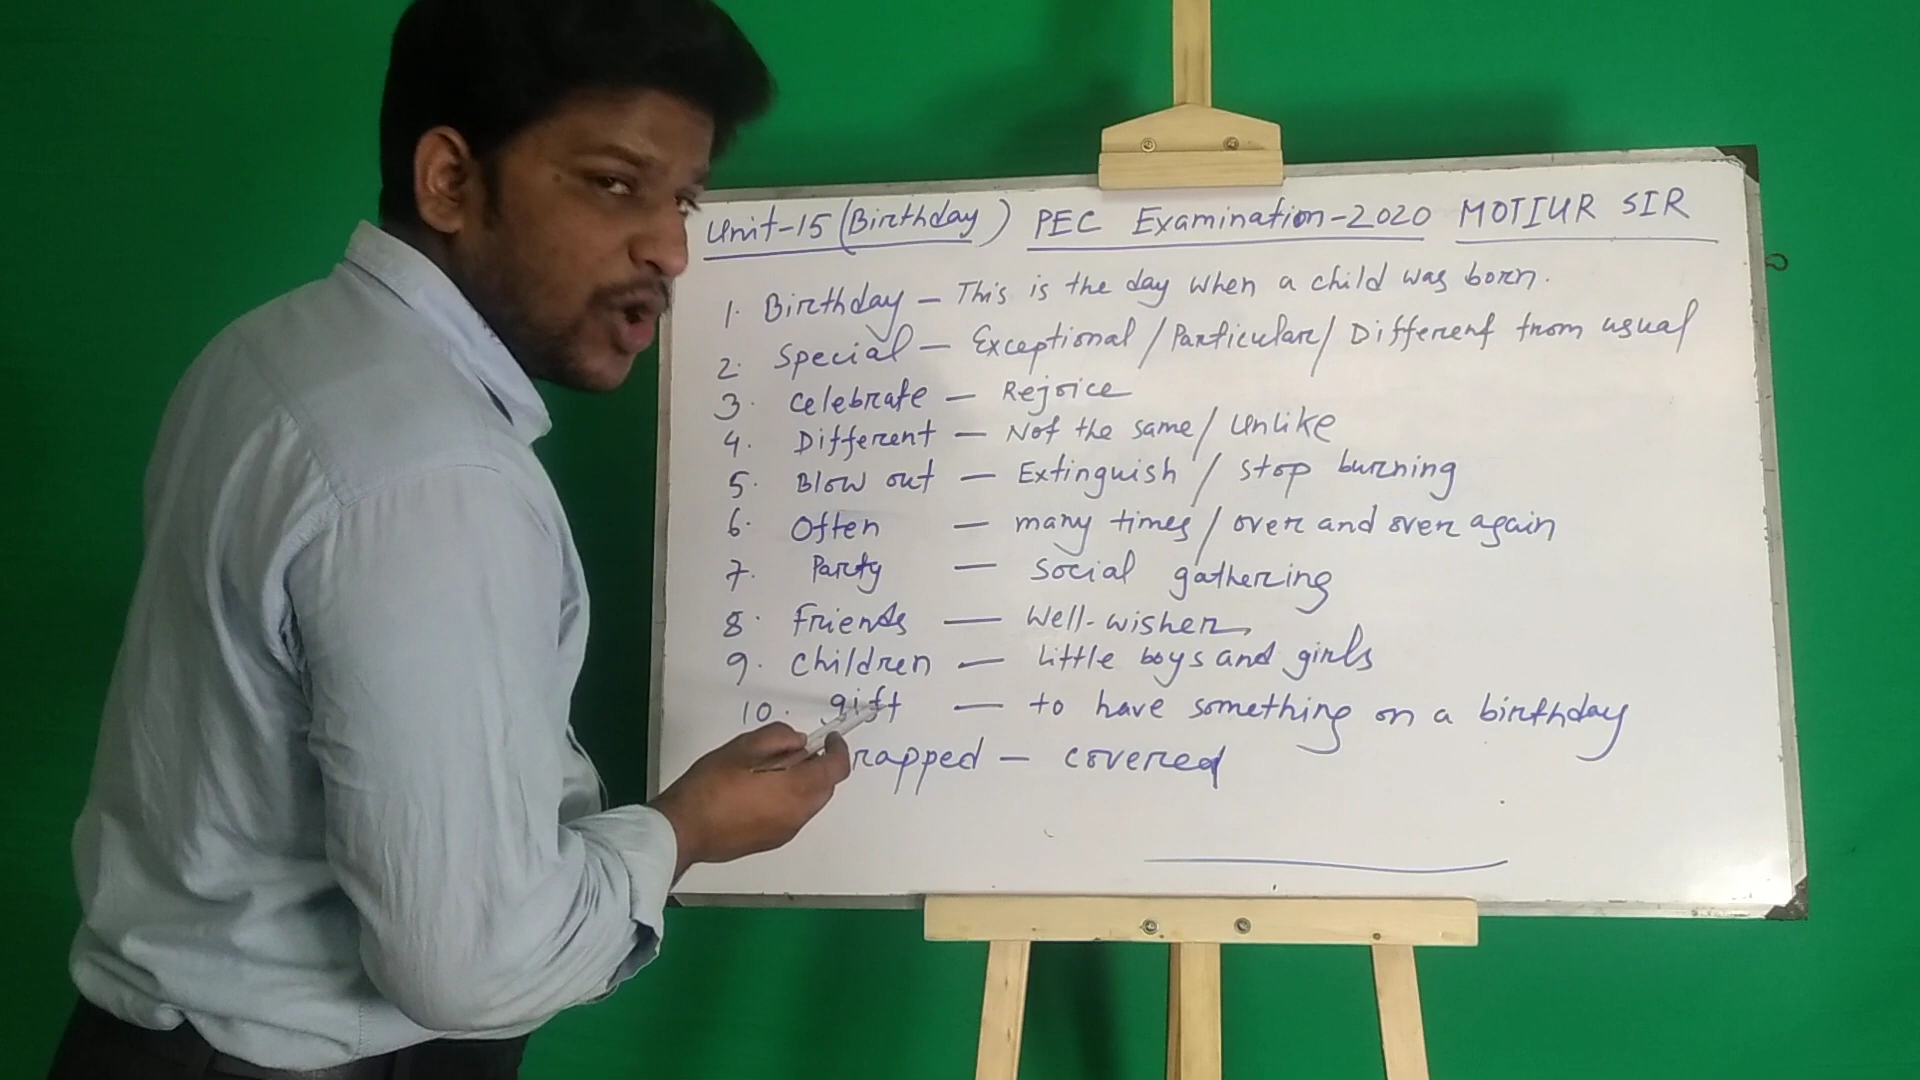 Unit-15 (Birthday) PEC Examination-2020 MOTIUR SIR
1. Birthday - This is the day when a child was born.
2. Special - Exceptional / Particular / Different from usual
3. Celebrate - Rejoice
4. Different - Not the same / Unlike
5. Blow out - Extinguish / Stop burning
6. Often - many times / over and over again
7. Party - Social gathering
8. Friends - Well-wisher
9. Children - Little boys and girls
10. gift - to have something on a birthday
rapped - covered